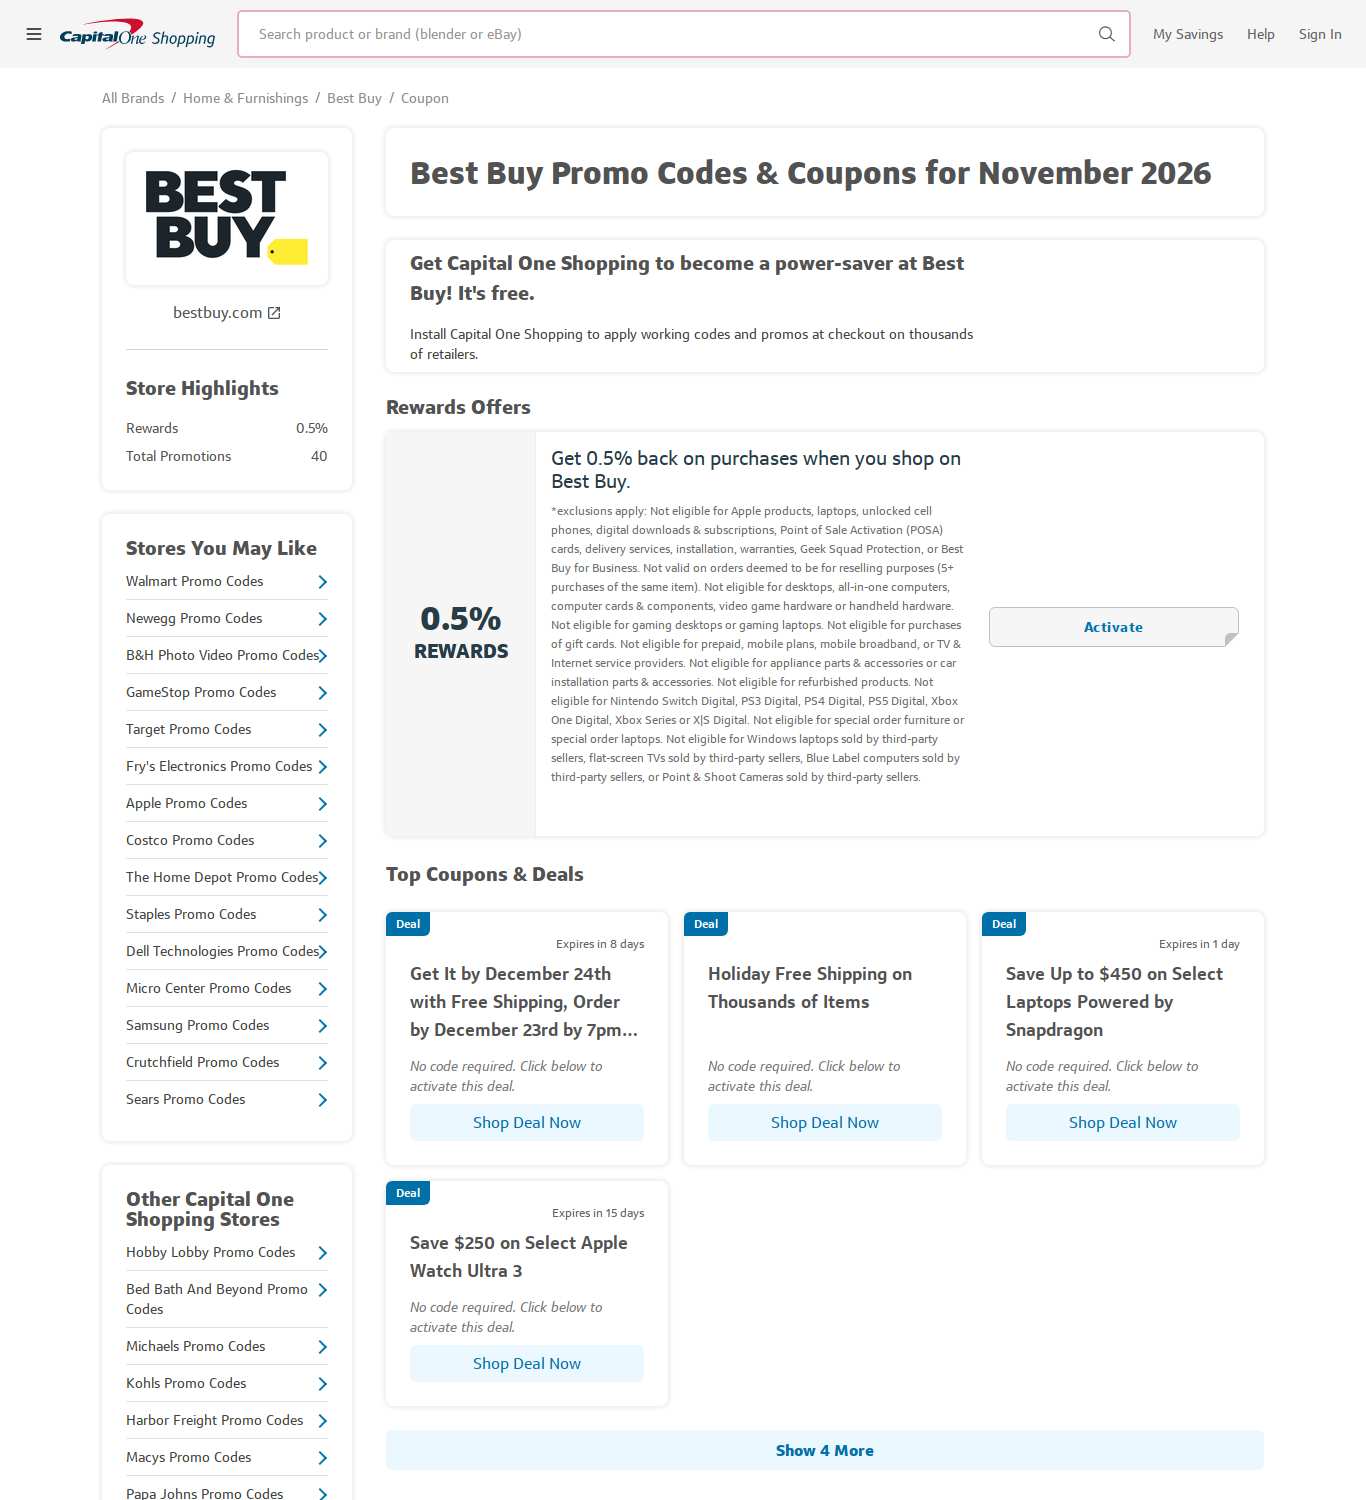 CapitalOne Shopping
Search product or brand (blender or eBay)
My Savings
Help
Sign In
All Brands / Home & Furnishings / Best Buy / Coupon
BEST
BUY
bestbuy.com
Store Highlights
Rewards 0.5%
Total Promotions 40
Stores You May Like
Walmart Promo Codes
Newegg Promo Codes
B&H Photo Video Promo Codes
GameStop Promo Codes
Target Promo Codes
Fry's Electronics Promo Codes
Apple Promo Codes
Costco Promo Codes
The Home Depot Promo Codes
Staples Promo Codes
Dell Technologies Promo Codes
Micro Center Promo Codes
Samsung Promo Codes
Crutchfield Promo Codes
Sears Promo Codes
Other Capital One
Shopping Stores
Hobby Lobby Promo Codes
Bed Bath And Beyond Promo
Codes
Michaels Promo Codes
Kohls Promo Codes
Harbor Freight Promo Codes
Macys Promo Codes
Papa Johns Promo Codes
Best Buy Promo Codes & Coupons for November 2026
Get Capital One Shopping to become a power-saver at Best
Buy! It's free.
Install Capital One Shopping to apply working codes and promos at checkout on thousands
of retailers.
Rewards Offers
0.5%
REWARDS
Get 0.5% back on purchases when you shop on
Best Buy.
*exclusions apply: Not eligible for Apple products, laptops, unlocked cell
phones, digital downloads & subscriptions, Point of Sale Activation (POSA)
cards, delivery services, installation, warranties, Geek Squad Protection, or Best
Buy for Business. Not valid on orders deemed to be for reselling purposes (5+
purchases of the same item). Not eligible for desktops, all-in-one computers,
computer cards & components, video game hardware or handheld hardware.
Not eligible for gaming desktops or gaming laptops. Not eligible for purchases
of gift cards. Not eligible for prepaid, mobile plans, mobile broadband, or TV &
Internet service providers. Not eligible for appliance parts & accessories or car
installation parts & accessories. Not eligible for refurbished products. Not
eligible for Nintendo Switch Digital, PS3 Digital, PS4 Digital, PS5 Digital, Xbox
One Digital, Xbox Series or X|S Digital. Not eligible for special order furniture or
special order laptops. Not eligible for Windows laptops sold by third-party
sellers, flat-screen TVs sold by third-party sellers, Blue Label computers sold by
third-party sellers, or Point & Shoot Cameras sold by third-party sellers.
Activate
Top Coupons & Deals
Deal
Expires in 8 days
Get It by December 24th
with Free Shipping, Order
by December 23rd by 7pm...
No code required. Click below to
activate this deal.
Shop Deal Now
Deal
Holiday Free Shipping on
Thousands of Items
No code required. Click below to
activate this deal.
Shop Deal Now
Deal
Expires in 1 day
Save Up to $450 on Select
Laptops Powered by
Snapdragon
No code required. Click below to
activate this deal.
Shop Deal Now
Deal
Expires in 15 days
Save $250 on Select Apple
Watch Ultra 3
No code required. Click below to
activate this deal.
Shop Deal Now
Show 4 More